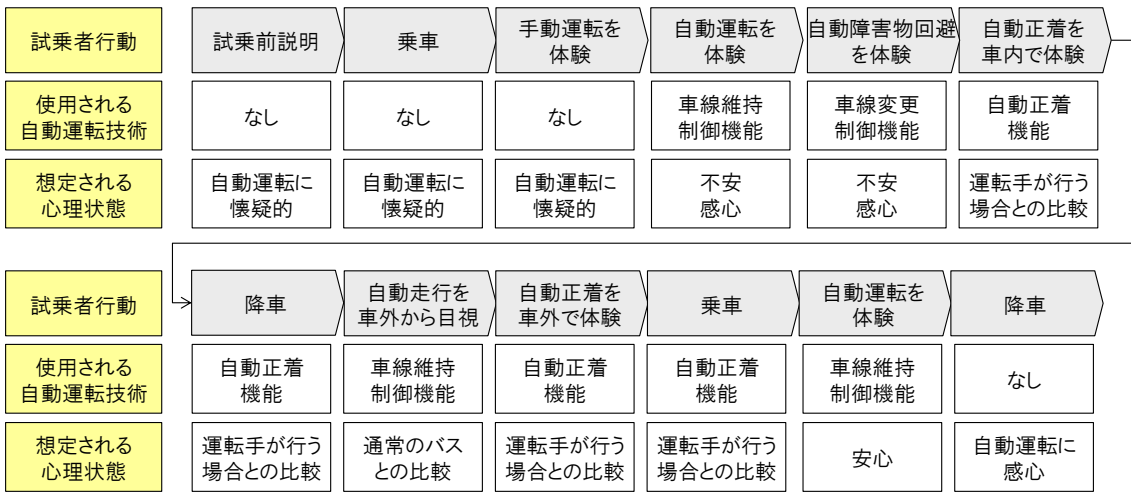 試乗者行動
試乗前説明
乗車
手動運転を
体験
自動運転を
体験
自動障害物回避
を体験
自動正着を
車内で体験
使用される
自動運転技術
なし
なし
なし
車線維持
制御機能
車線変更
制御機能
自動正着
機能
想定される
心理状態
自動運転に
懐疑的
自動運転に
懐疑的
自動運転に
懐疑的
不安
感心
不安
感心
運転手が行う
場合との比較
試乗者行動
降車
自動走行を
車外から目視
自動正着を
車外で体験
乗車
自動運転を
体験
降車
使用される
自動運転技術
自動正着
機能
車線維持
制御機能
自動正着
機能
自動正着
機能
車線維持
制御機能
なし
想定される
心理状態
運転手が行う
場合との比較
通常のバス
との比較
運転手が行う
場合との比較
運転手が行う
場合との比較
安心
自動運転に
感心